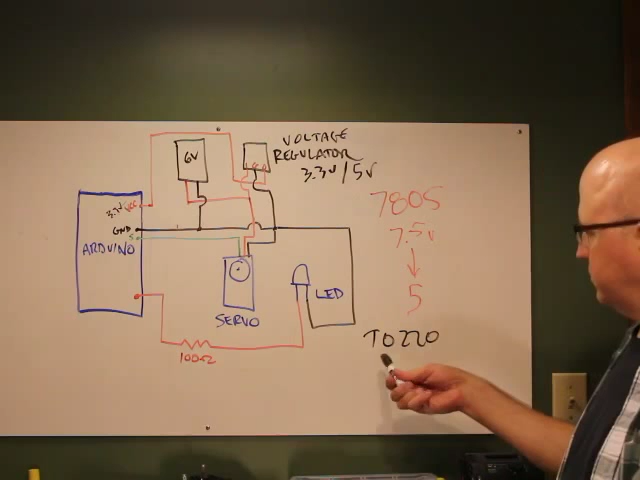 VOLTAGE
REGULATOR
3.3V/5V
6V
3.3V VCC
GND
5
ARDUINO
SERVO
LED
100Ω
7805
7.5V
↓
5
TO220